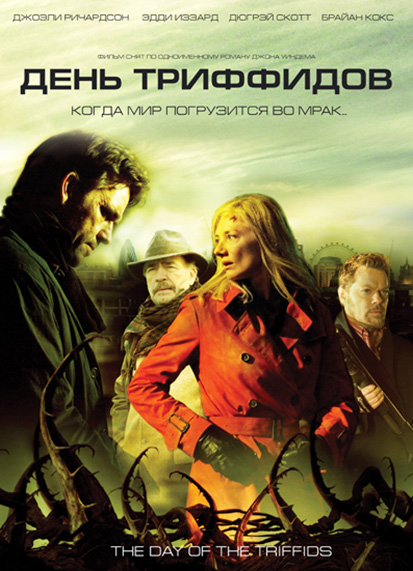 ДЖОЭЛИ РИЧАРДСОН ЭДДИ ИЗЗАРД ДЮГРЭЙ СКОТТ БРАЙАН КОКС
ФИЛЬМ СНЯТ ПО ОДНОИМЕННОМУ РОМАНУ ДЖОНА УИНДЕМА
ДЕНЬ ТРИФФИДОВ
КОГДА МИР ПОГРУЗИТСЯ ВО МРАК...
THE DAY OF THE TRIFFIDS